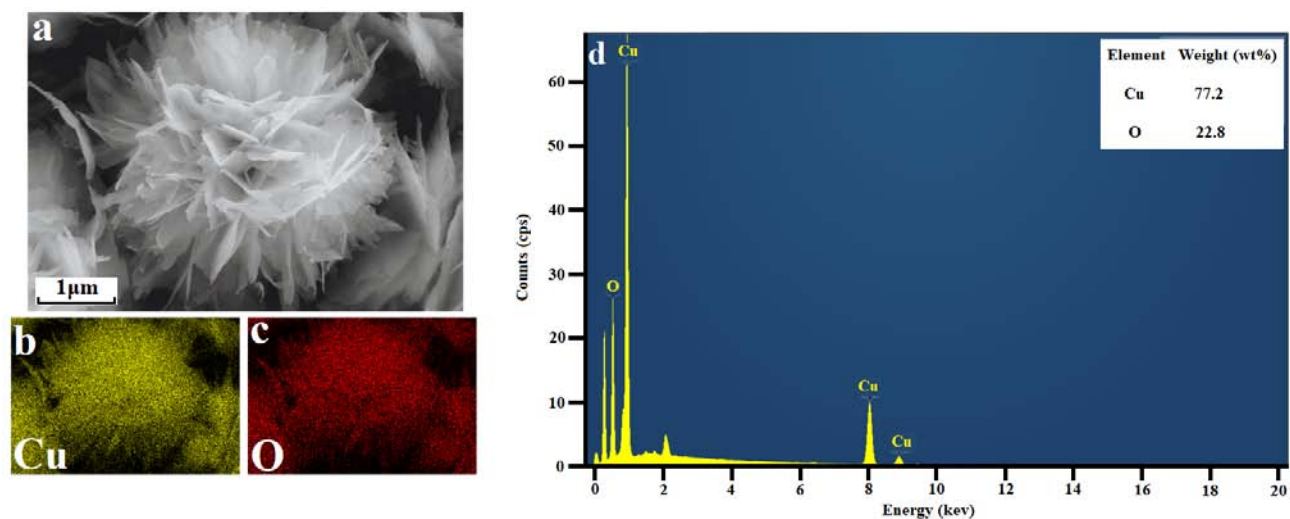 a
1μm
b
Cu
c
O
d
Element Weight (wt%)
Cu 77.2
O 22.8
Counts (cps)
60
50
40
30
20
10
0
Cu
O
Cu
Cu
0 2 4 6 8 10 12 14 16 18 20
Energy (kev)